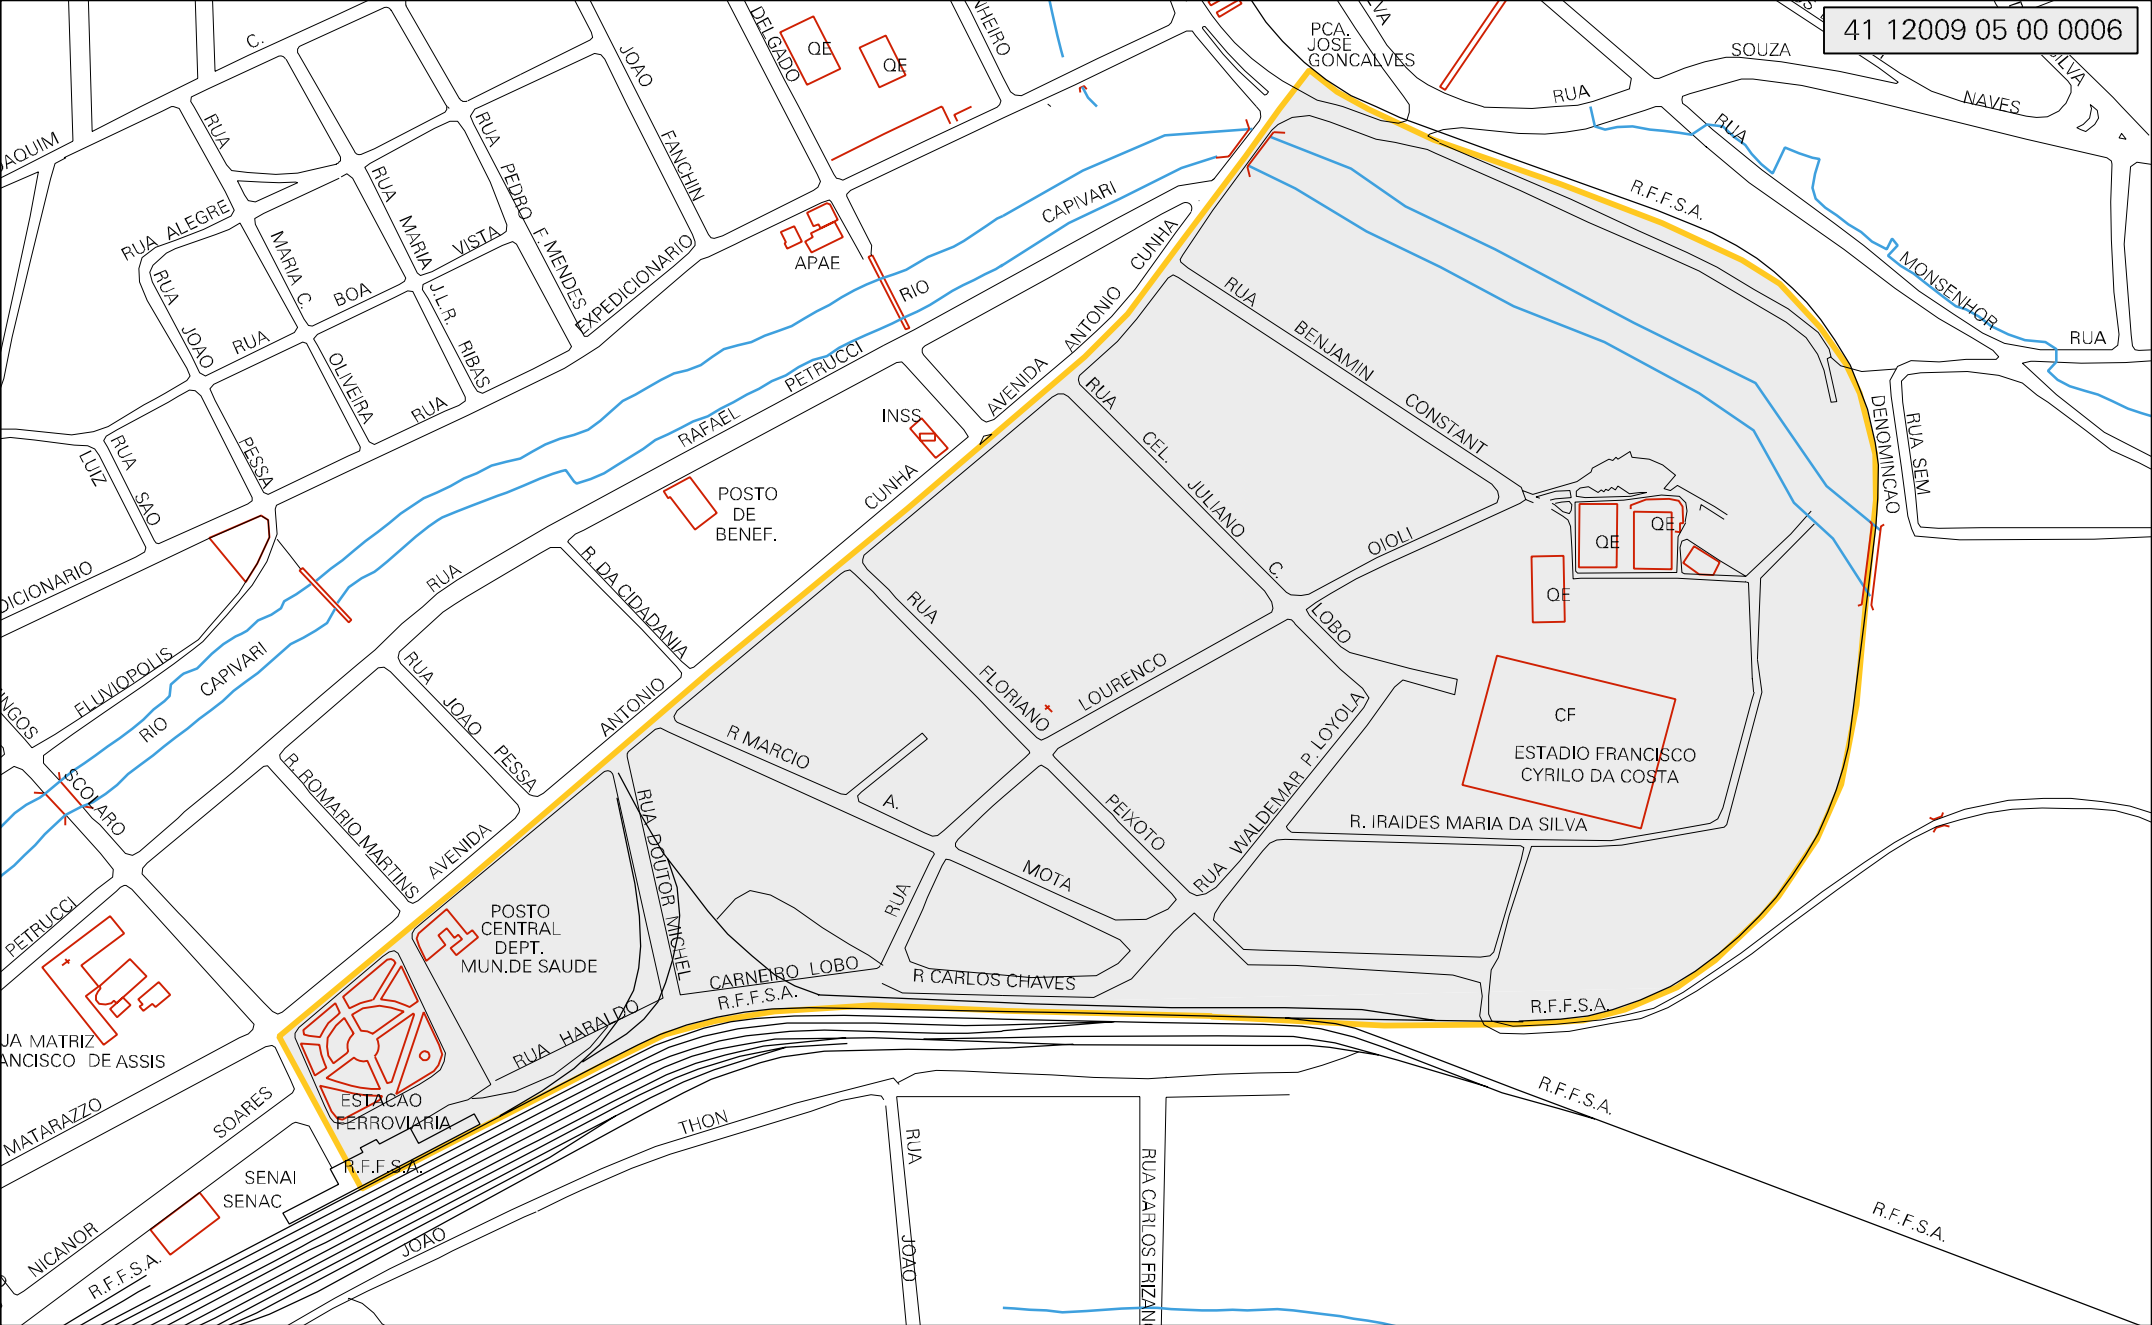 41 12009 05 00 0006
PCA.
JOSE
GONCALVES
SOUZA
NAVES
RUA
RUA
MONSENHOR
RUA
R.F.F.S.A.
C.
DELGADO
QE
QE
JOAO
FANCHIN
RUA
RUA ALEGRE
RUA
PEDRO
F. MENDES
RUA
MARIA
J.L.R.
RIBAS
MARIA C.
OLIVEIRA
RUA
BOA
VISTA
RUA
EXPEDICIONARIO
RUA
JOAO
PESSA
LUIZ
RUA
SAO
APAE
RIO
CAPIVARI
RUA
RAFAEL
PETRUCCI
INSS
POSTO
DE
BENEF.
AVENIDA
ANTONIO
CUNHA
CUNHA
ANTONIO
AVENIDA
R. DA CIDADANIA
RUA
JOAO
PESSA
R. ROMARIO MARTINS
FLUVIOPOLIS
RIO
CAPIVARI
SCOLARO
PETRUCCI
MATARAZZO
SOARES
NICANOR
R.F.F.S.A.
SENAI
SENAC
RUA
BENJAMIN
CONSTANT
RUA
CEL.
JULIANO
C.
LOBO
OIOLI
QE
QE
QE
DENOMINCAO
RUA SEM
CF
ESTADIO FRANCISCO
CYRILO DA COSTA
R. IRAIDES MARIA DA SILVA
RUA
FLORIANO
PEIXOTO
LOURENCO
RUA WALDEMAR P. LOYOLA
R MARCIO
A.
MOTA
RUA
RUA DOUTOR MICHEL
CARNEIRO LOBO
RUA HARALDO
R CARLOS CHAVES
R.F.F.S.A.
R.F.F.S.A.
POSTO
CENTRAL
DEPT.
MUN.DE SAUDE
ESTACAO
FERROVIARIA
R.F.F.S.A.
JOAO
THON
RUA
JOAO
RUA CARLOS FRIZAN
R.F.F.S.A.
R.F.F.S.A.